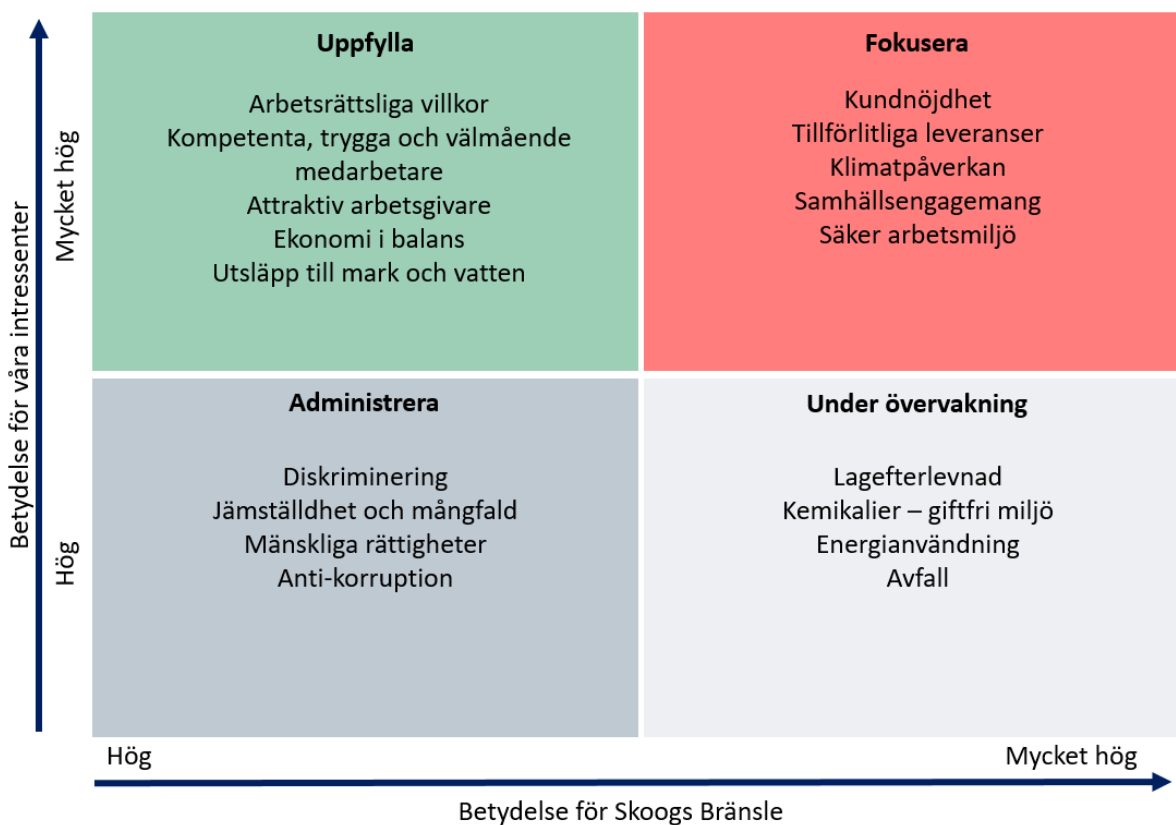 Betydelse för våra intressenter
Mycket hög
Hög
Uppfylla
Arbetsrättsliga villkor
Kompetenta, trygga och välmående
medarbetare
Attraktiv arbetsgivare
Ekonomi i balans
Utsläpp till mark och vatten
Fokusera
Kundnöjdhet
Tillförlitliga leveranser
Klimatpåverkan
Samhällsengagemang
Säker arbetsmiljö
Administrera
Diskriminering
Jämställdhet och mångfald
Mänskliga rättigheter
Anti-korruption
Under övervakning
Lagefterlevnad
Kemikalier – giftfri miljö
Energianvändning
Avfall
Hög
Mycket hög
Betydelse för Skoogs Bränsle